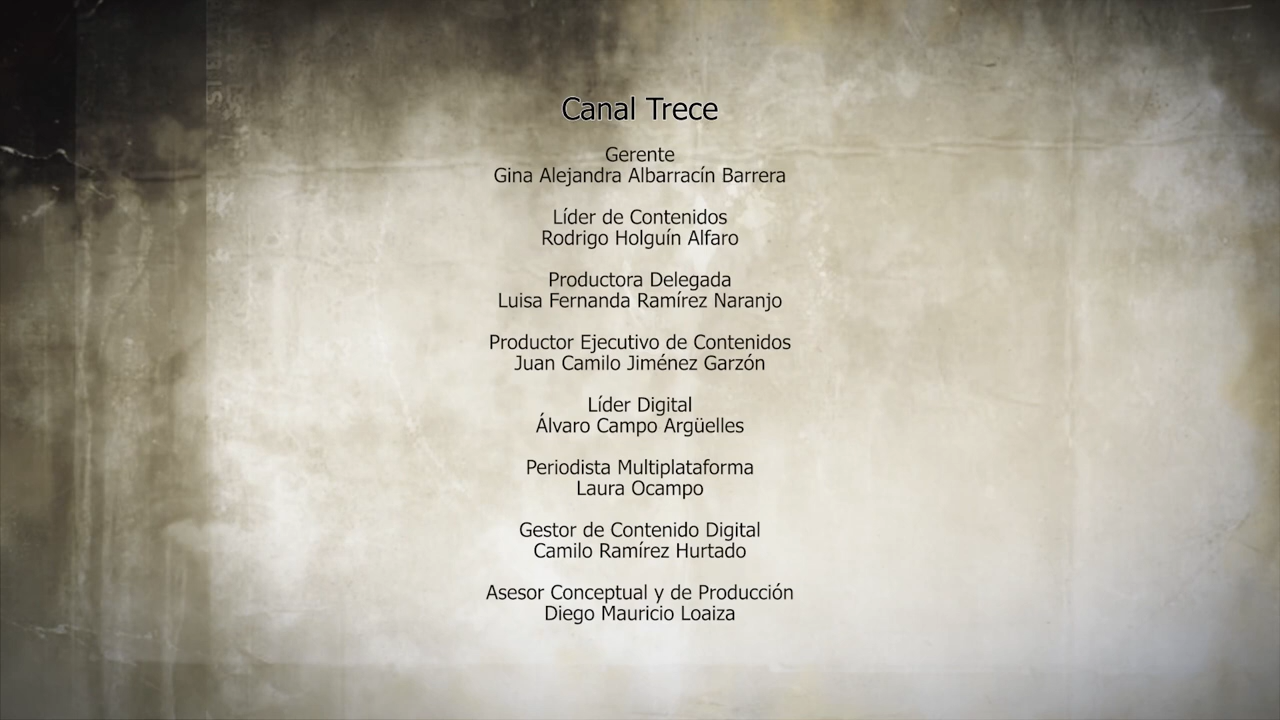 Canal Trece
Gerente
Gina Alejandra Albarracín Barrera
Líder de Contenidos
Rodrigo Holguín Alfaro
Productora Delegada
Luisa Fernanda Ramírez Naranjo
Productor Ejecutivo de Contenidos
Juan Camilo Jiménez Garzón
Líder Digital
Álvaro Campo Argüelles
Periodista Multiplataforma
Laura Ocampo
Gestor de Contenido Digital
Camilo Ramírez Hurtado
Asesor Conceptual y de Producción
Diego Mauricio Loaiza